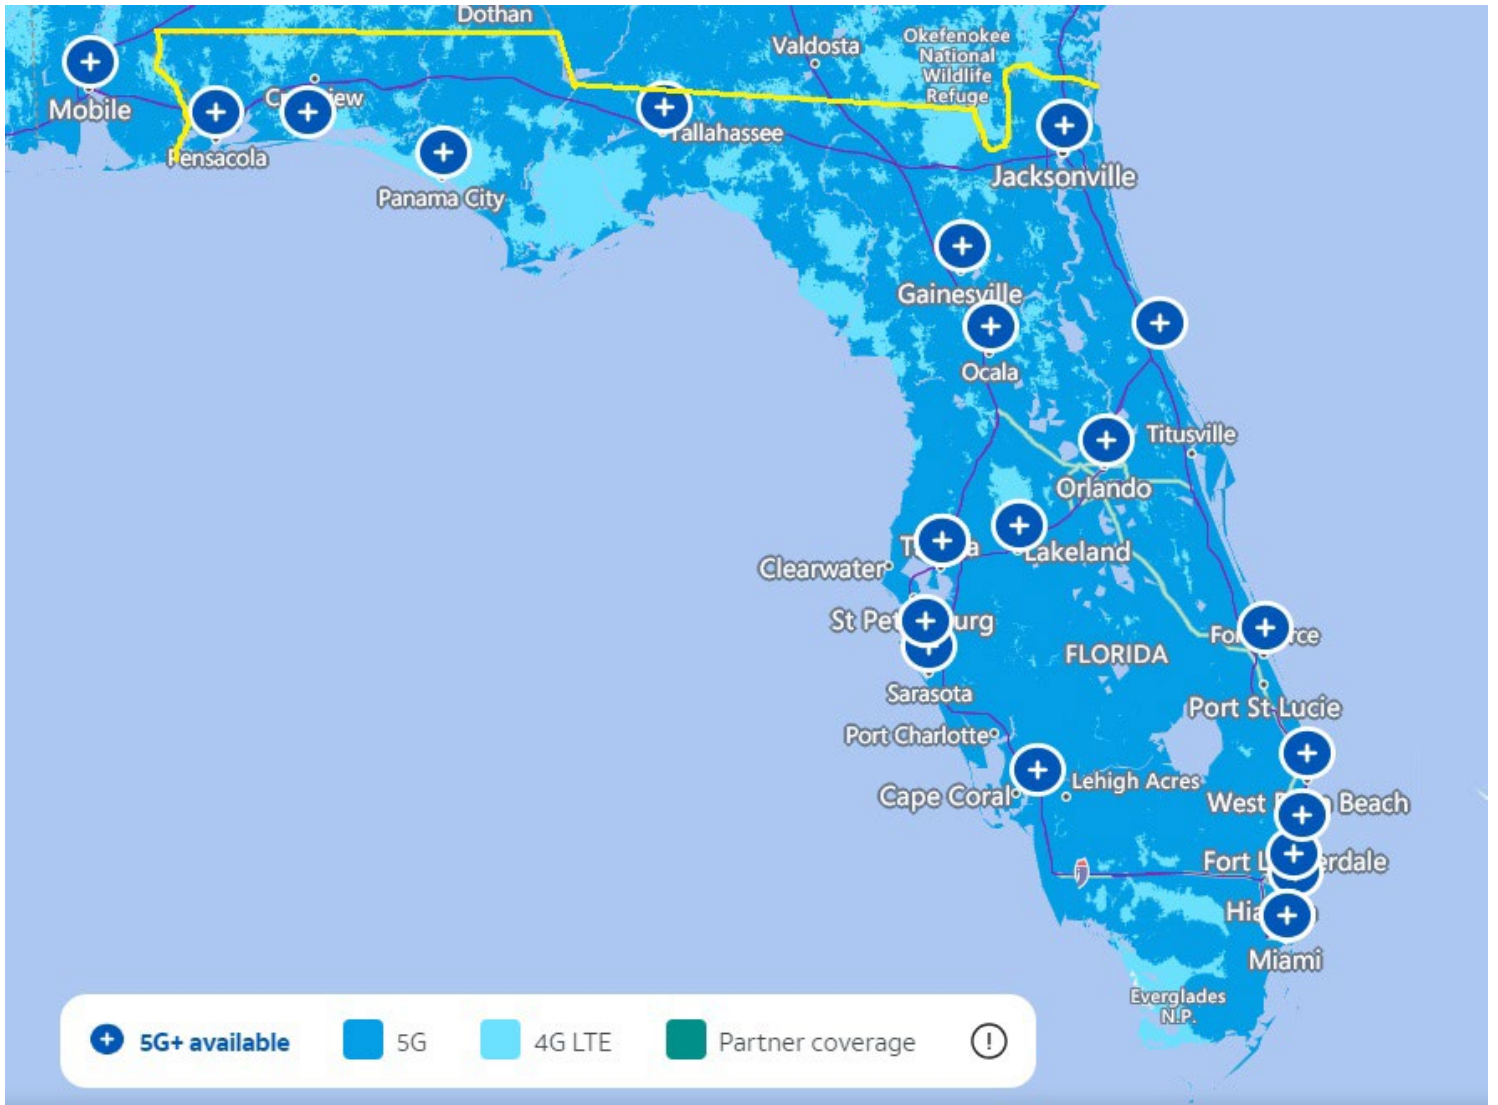 Dothan
Valdosta
Okefenokee
National
Wildlife
Refuge
Mobile
Pensacola
Panama City
Tallahassee
Jacksonville
Gainesville
Ocala
Titusville
Orlando
Lakeland
Clearwater
FLORIDA
Sarasota
Port St Lucie
Port Charlotte
Lehigh Acres
Cape Coral
West Beach
Miami
Everglades
N.P.
5G+ available
5G
4G LTE
Partner coverage